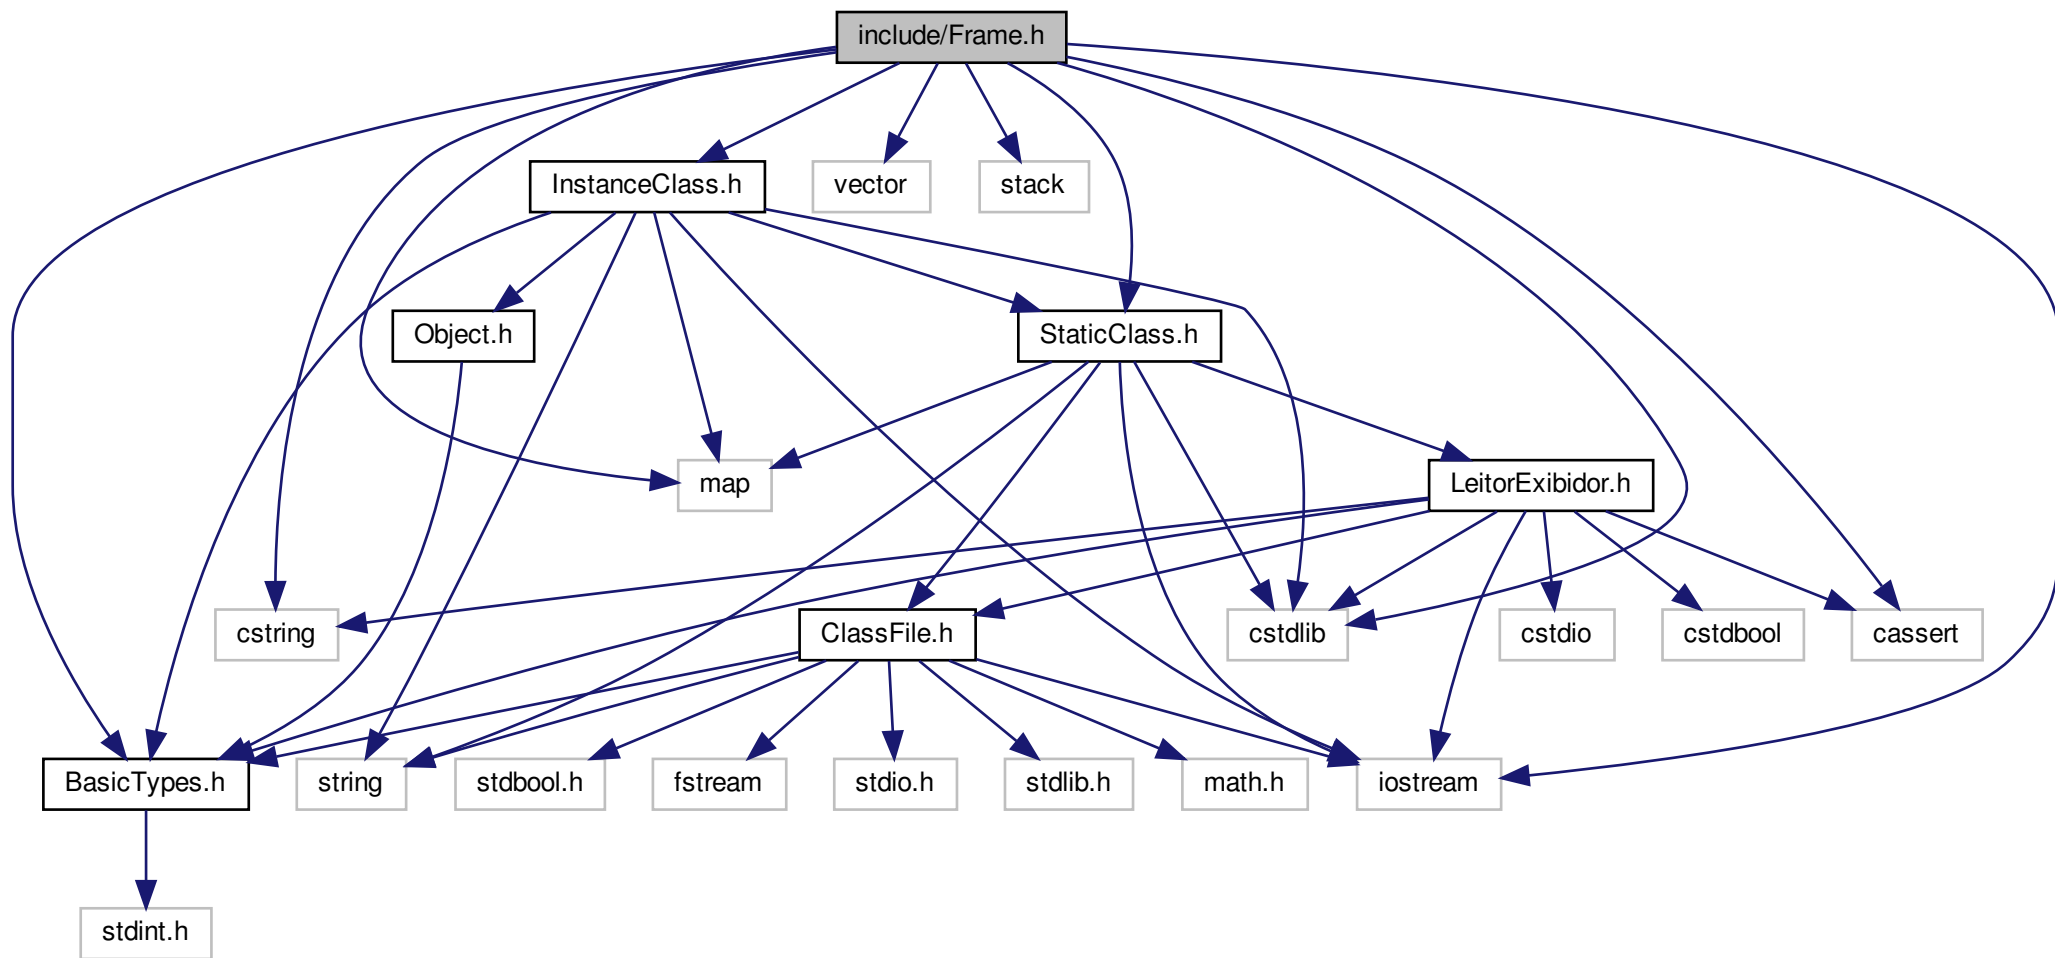 include/Frame.h
InstanceClass.h
vector
stack
Object.h
StaticClass.h
map
LeitorExibidor.h
cstring
ClassFile.h
cstdlib
cstdio
cstdbool
cassert
BasicTypes.h
string
stdbool.h
fstream
stdio.h
stdlib.h
math.h
iostream
stdint.h